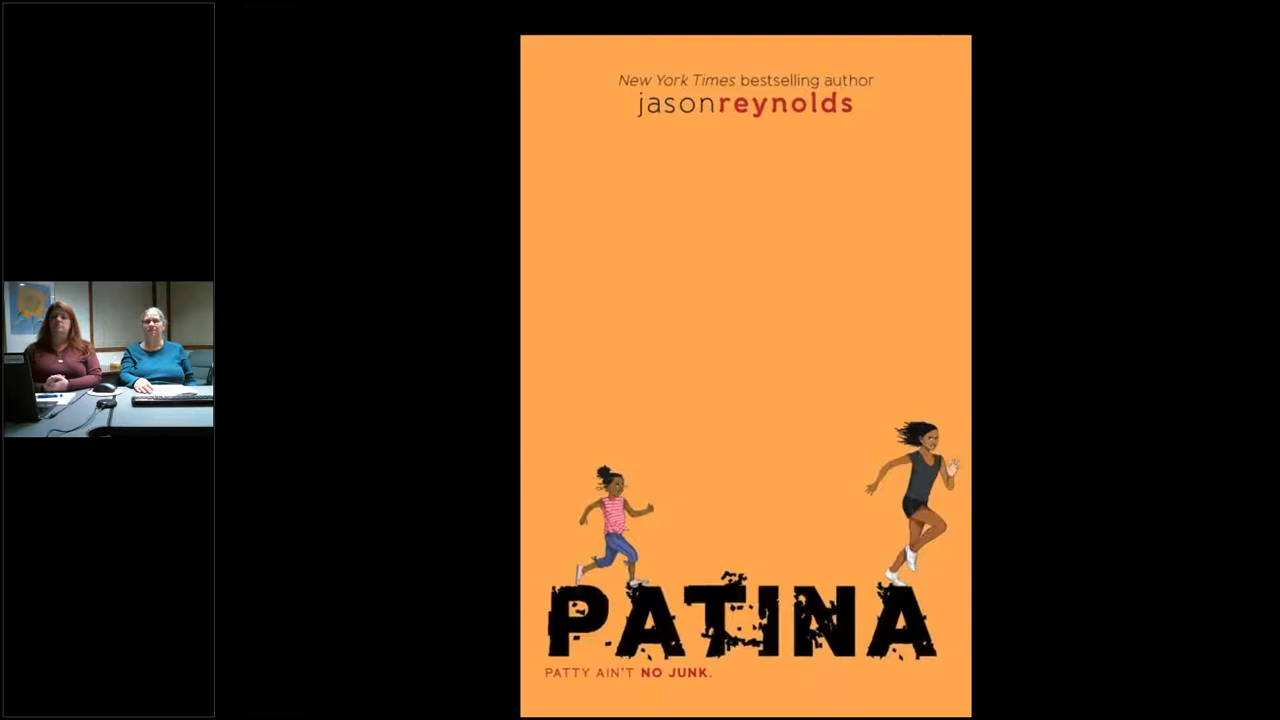 New York Times bestselling author
jasonreynolds
PATINA
PATTY AIN'T NO JUNK.